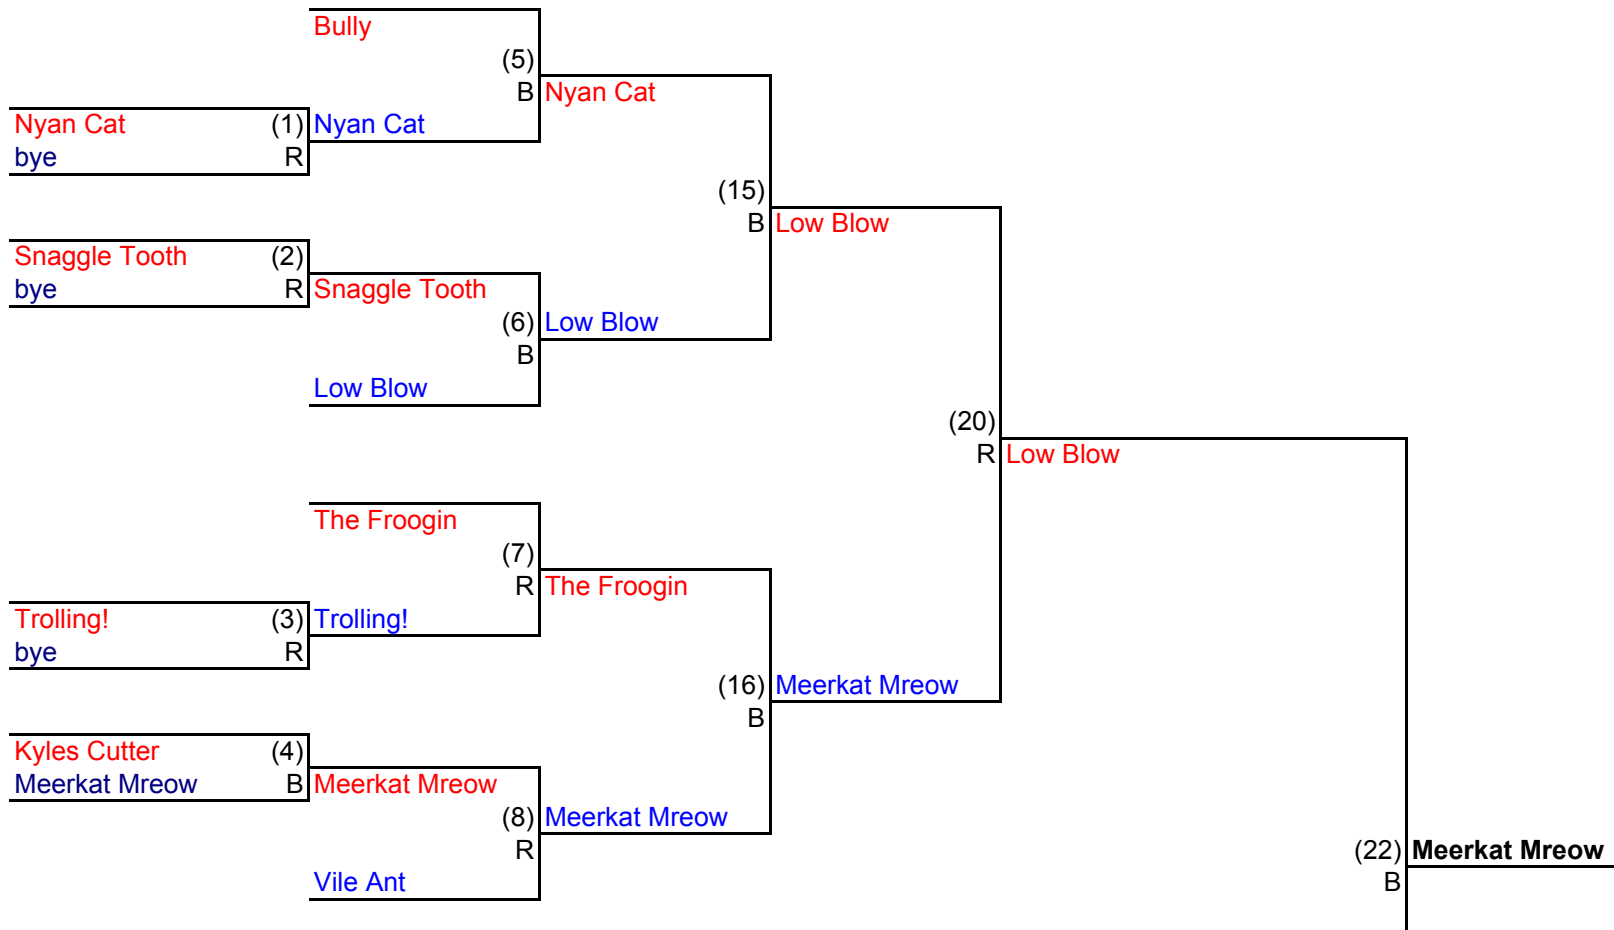 Bully
(5)
B Nyan Cat
Nyan Cat (1) Nyan Cat
bye R
(15)
B Low Blow
Snaggle Tooth (2)
bye R Snaggle Tooth
(6) Low Blow
B
Low Blow
(20)
R Low Blow
The Froogin
(7)
R The Froogin
Trolling! (3) Trolling!
bye R
(16) Meerkat Mreow
B
Kyles Cutter (4)
Meerkat Mreow B Meerkat Mreow
(8) Meerkat Mreow
R
(22) Meerkat Mreow
Vile Ant
B